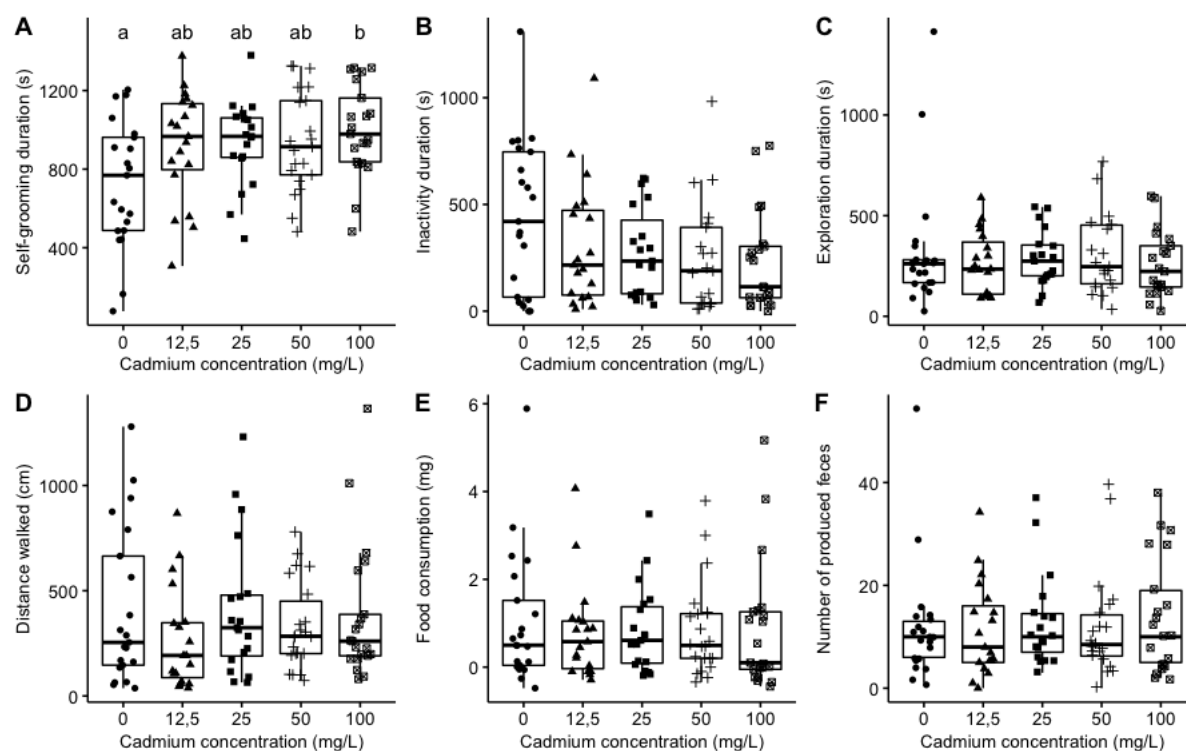 A
a ab ab ab b
Self-grooming duration (s)
1200
800
400
0 12,5 25 50 100
Cadmium concentration (mg/L)
B
Inactivity duration (s)
1000
500
0
0 12,5 25 50 100
Cadmium concentration (mg/L)
C
Exploration duration (s)
1000
500
0
0 12,5 25 50 100
Cadmium concentration (mg/L)
D
Distance walked (cm)
1000
500
0
0 12,5 25 50 100
Cadmium concentration (mg/L)
E
Food consumption (mg)
6
4
2
0
0 12,5 25 50 100
Cadmium concentration (mg/L)
F
Number of produced feces
40
20
0
0 12,5 25 50 100
Cadmium concentration (mg/L)